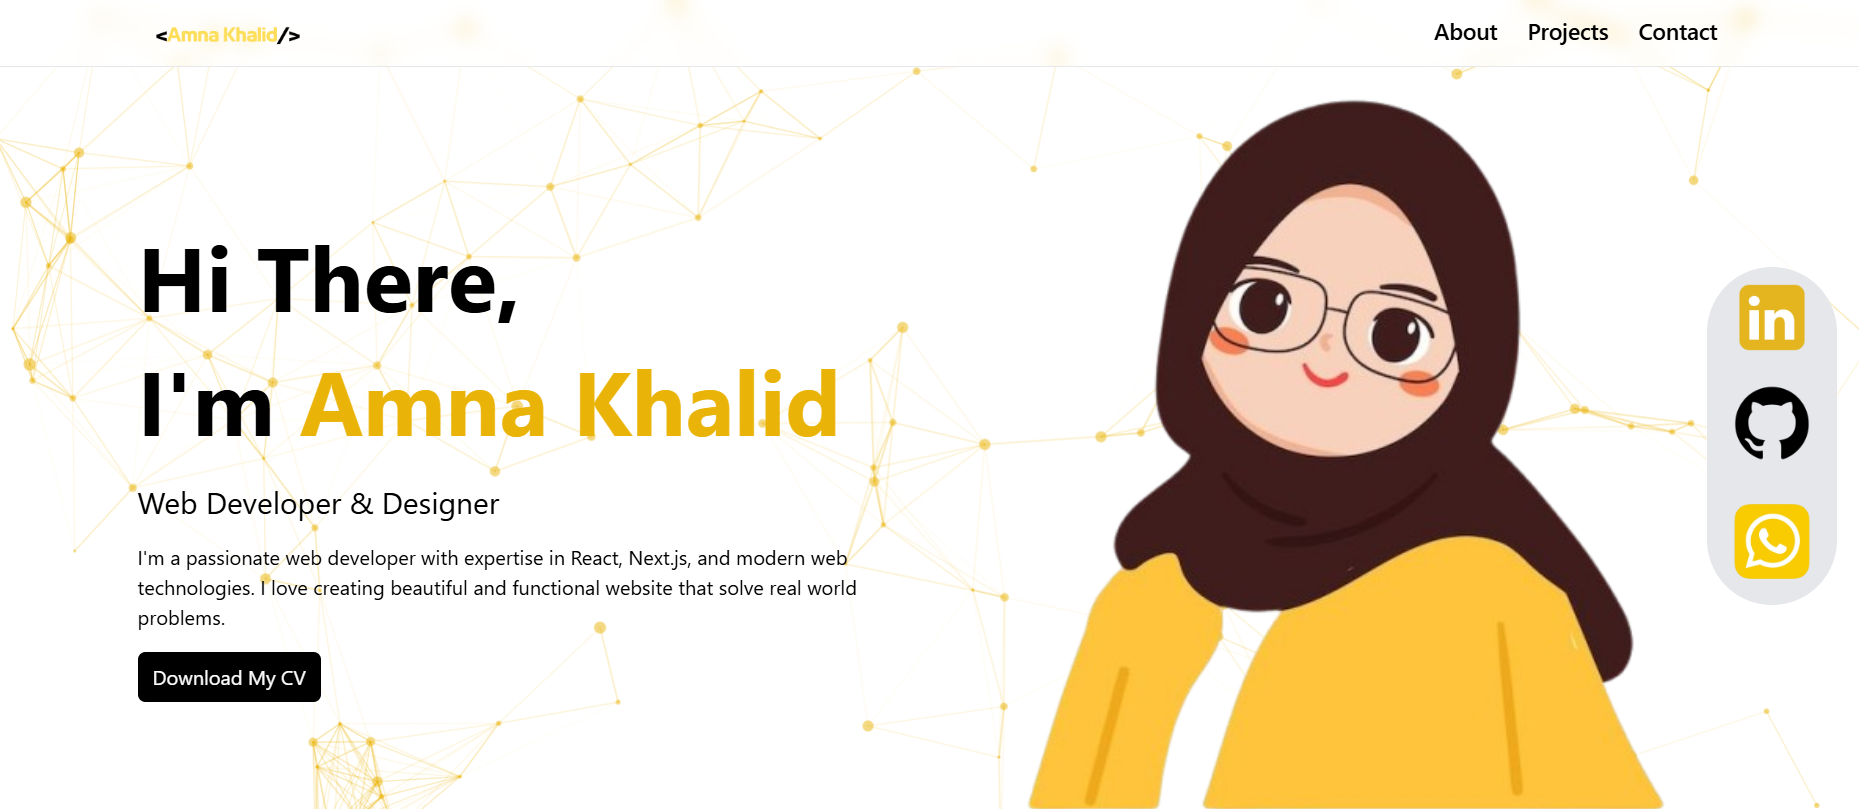 <Amna Khalid/>
About Projects Contact
Hi There,
I'm Amna Khalid
Web Developer & Designer
I'm a passionate web developer with expertise in React, Next.js, and modern web
technologies. I love creating beautiful and functional website that solve real world
problems.
Download My CV
in